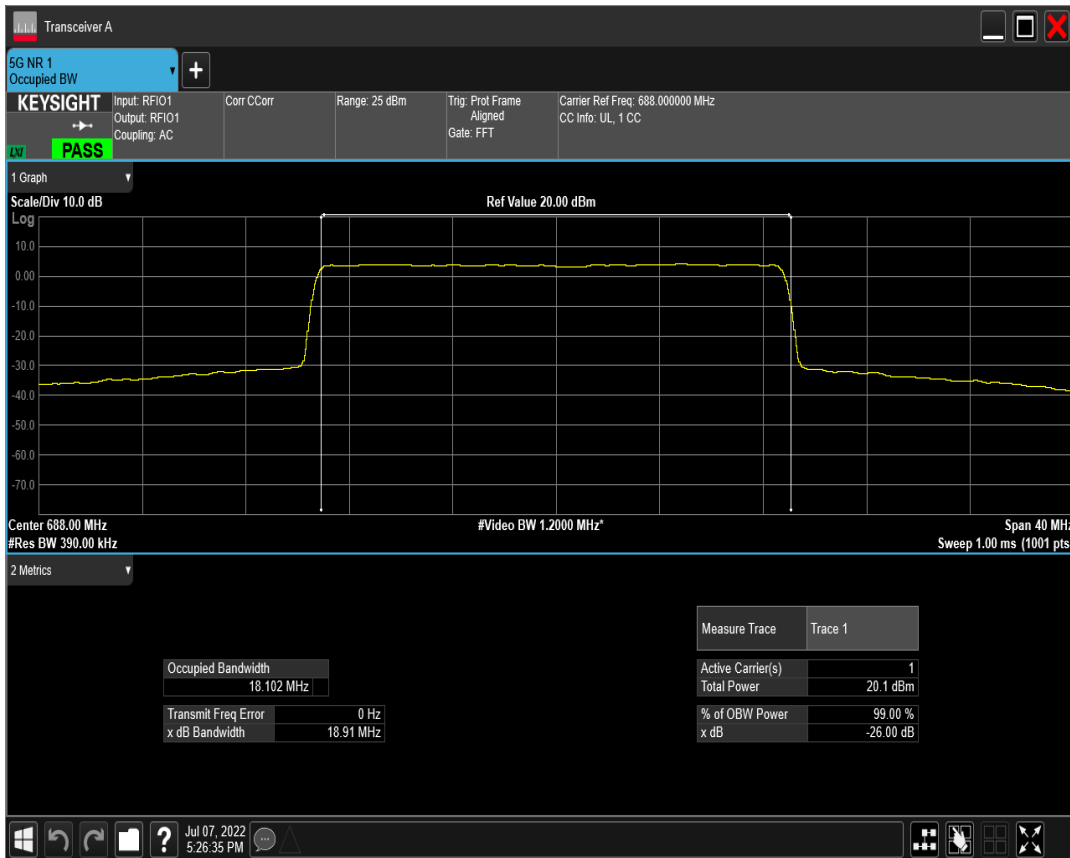 Transceiver A
5G NR 1
Occupied BW
KEYSIGHT
LXI
PASS
Input: RFIO1
Output: RFIO1
Coupling: AC
Corr CCorr
Range: 25 dBm
Trig: Prot Frame
Aligned
Gate: FFT
Carrier Ref Freq: 688.000000 MHz
CC Info: UL, 1 CC
1 Graph
Scale/Div 10.0 dB
Ref Value 20.00 dBm
Log
10.0
0.00
-10.0
-20.0
-30.0
-40.0
-50.0
-60.0
-70.0
Center 688.00 MHz
#Video BW 1.2000 MHz*
Span 40 MHz
#Res BW 390.00 kHz
Sweep 1.00 ms (1001 pts
2 Metrics
Measure Trace Trace 1
Occupied Bandwidth
18.102 MHz
Active Carrier(s) 1
Total Power 20.1 dBm
Transmit Freq Error 0 Hz
x dB Bandwidth 18.91 MHz
% of OBW Power 99.00 %
x dB -26.00 dB
?
Jul 07, 2022
5:26:35 PM